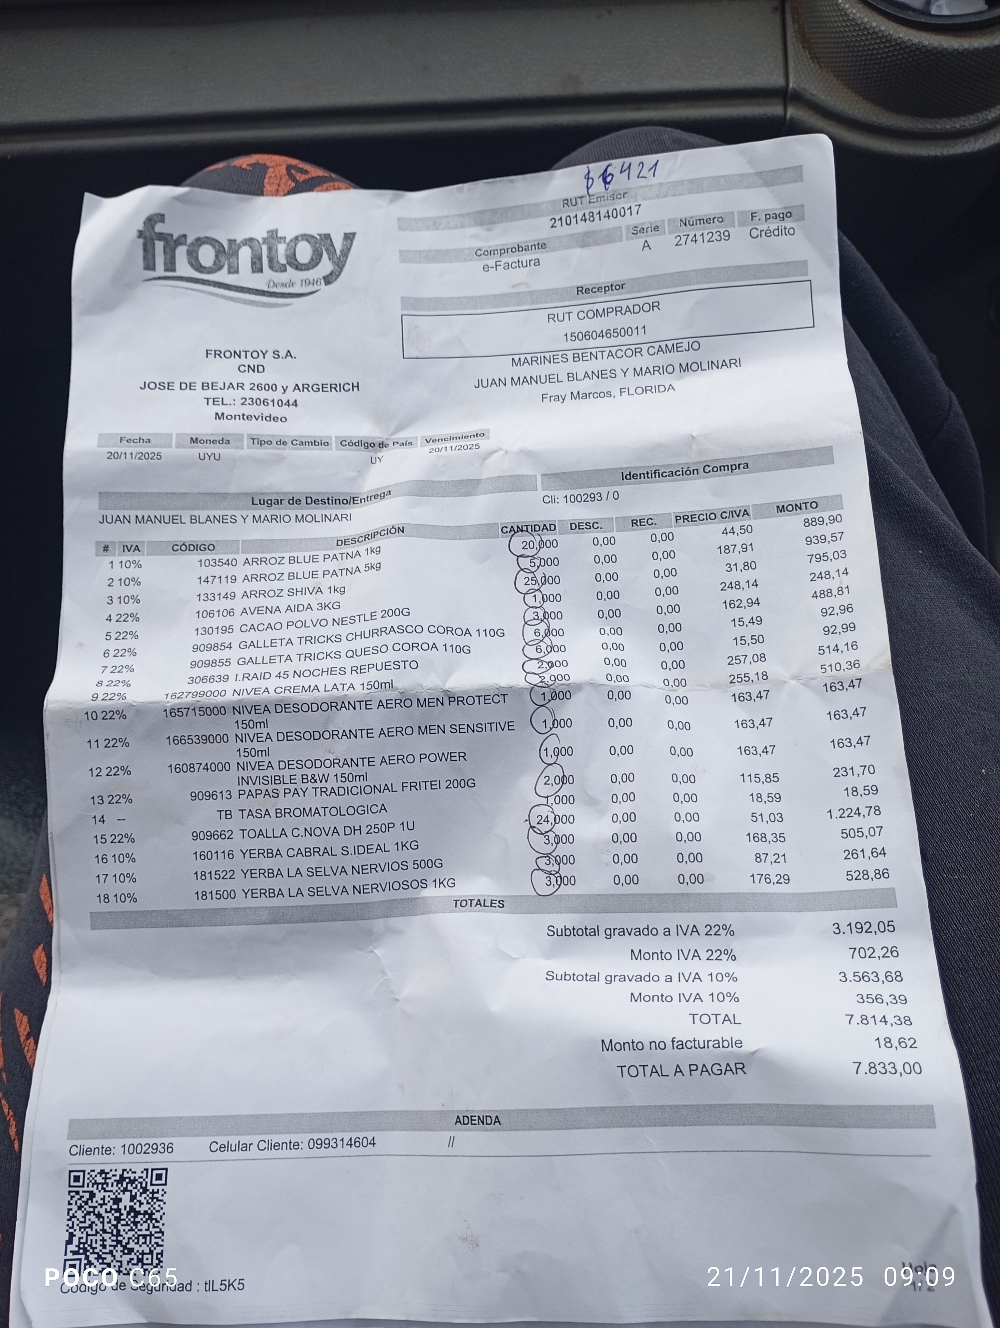 $6421
frontoy
Desde 1946
RUT Emisor
210148140017
Comprobante Serie Número F. pago
e-Factura A 2741239 Crédito
Receptor
RUT COMPRADOR
150604650011
MARINES BENTACOR CAMEJO
JUAN MANUEL BLANES Y MARIO MOLINARI
Fray Marcos, FLORIDA
FRONTOY S.A.
CND
JOSE DE BEJAR 2600 y ARGERICH
TEL.: 23061044
Montevideo
Fecha Moneda Tipo de Cambio Código de País Vencimiento
20/11/2025 UYU UY 20/11/2025
Lugar de Destino/Entrega Identificación Compra
JUAN MANUEL BLANES Y MARIO MOLINARI Cli: 100293 / 0
# IVA CÓDIGO DESCRIPCIÓN CANTIDAD DESC. REC. PRECIO C/IVA MONTO
1 10% 103540 ARROZ BLUE PATNA 1kg 20,000 0,00 0,00 44,50 889,90
2 10% 147119 ARROZ BLUE PATNA 5kg 5,000 0,00 0,00 187,91 939,57
3 10% 133149 ARROZ SHIVA 1kg 25,000 0,00 0,00 31,80 795,03
4 22% 106106 AVENA AIDA 3KG 1,000 0,00 0,00 248,14 248,14
5 22% 130195 CACAO POLVO NESTLE 200G 3,000 0,00 0,00 162,94 488,81
6 22% 909854 GALLETA TRICKS CHURRASCO COROA 110G 6,000 0,00 0,00 15,49 92,96
7 22% 909855 GALLETA TRICKS QUESO COROA 110G 6,000 0,00 0,00 15,50 92,99
8 22% 306639 I.RAID 45 NOCHES REPUESTO 2,000 0,00 0,00 257,08 514,16
9 22% 162799000 NIVEA CREMA LATA 150ml 2,000 0,00 0,00 255,18 510,36
10 22% 165715000 NIVEA DESODORANTE AERO MEN PROTECT 1,000 0,00 0,00 163,47 163,47
150ml
11 22% 166539000 NIVEA DESODORANTE AERO MEN SENSITIVE 1,000 0,00 0,00 163,47 163,47
150ml
12 22% 160874000 NIVEA DESODORANTE AERO POWER 1,000 0,00 0,00 163,47 163,47
INVISIBLE B&W 150ml
13 22% 909613 PAPAS PAY TRADICIONAL FRITEI 200G 2,000 0,00 0,00 115,85 231,70
14 -- TB TASA BROMATOLOGICA 1,000 0,00 0,00 18,59 18,59
15 22% 909662 TOALLA C.NOVA DH 250P 1U 24,000 0,00 0,00 51,03 1.224,78
16 10% 160116 YERBA CABRAL S.IDEAL 1KG 3,000 0,00 0,00 168,35 505,07
17 10% 181522 YERBA LA SELVA NERVIOS 500G 3,000 0,00 0,00 87,21 261,64
18 10% 181500 YERBA LA SELVA NERVIOSOS 1KG 3,000 0,00 0,00 176,29 528,86
TOTALES
Subtotal gravado a IVA 22% 3.192,05
Monto IVA 22% 702,26
Subtotal gravado a IVA 10% 3.563,68
Monto IVA 10% 356,39
TOTAL 7.814,38
Monto no facturable 18,62
TOTAL A PAGAR 7.833,00
ADENDA
Cliente: 1002936 Celular Cliente: 099314604 //
POCO C65 21/11/2025 09:09
Código de Seguridad : tlL5K5